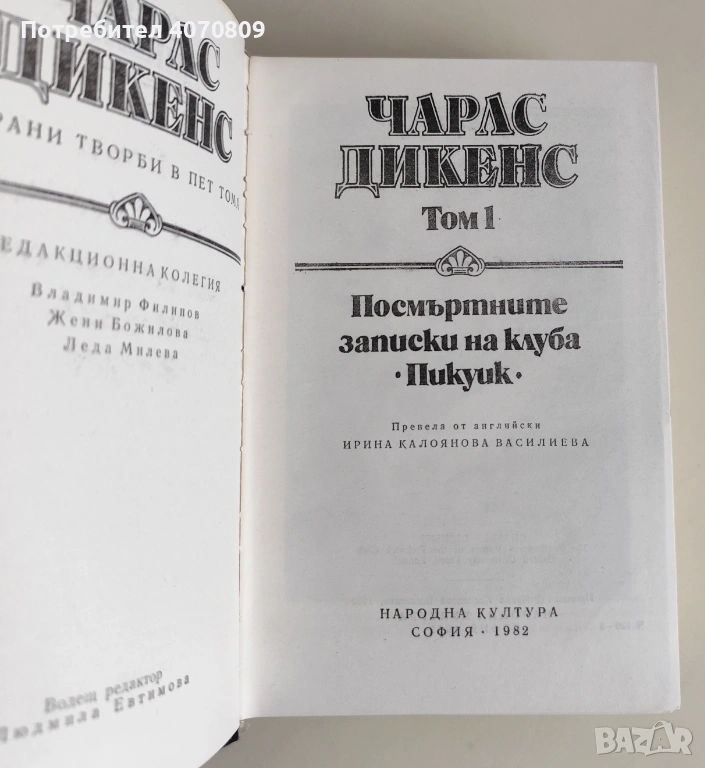 Потребител 4070809
ЧАРЛС
ДИКЕНС
РАНИ ТВОРБИ В ПЕТ ТОМА
ЕДАКЦИОННА КОЛЕГИЯ
Владимир Филипов
Жени Божилова
Леда Милева
Водещ редактор
Людмила Евтимова
ЧАРЛС
ДИКЕНС
Том 1
Посмъртните
записки на клуба
·Пикуик·
Превела от английски
ИРИНА КАЛОЯНОВА ВАСИЛИЕВА
НАРОДНА КУЛТУРА
СОФИЯ · 1982
BAZAR